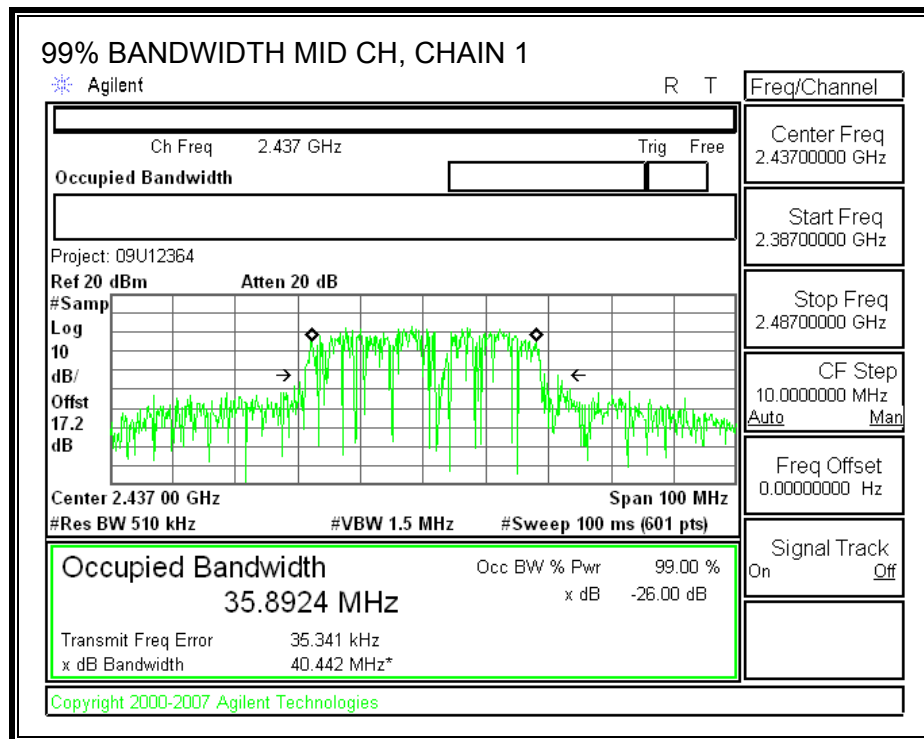 99% BANDWIDTH MID CH, CHAIN 1
Agilent R T
Freq/Channel
Ch Freq 2.437 GHz Trig Free
Occupied Bandwidth
Center Freq
2.43700000 GHz
Start Freq
2.38700000 GHz
Stop Freq
2.48700000 GHz
CF Step
10.0000000 MHz
Auto Man
Freq Offset
0.00000000 Hz
Signal Track
On Off
Project: 09U12364
Ref 20 dBm Atten 20 dB
#Samp
Log
10
dB/
Offst
17.2
dB
Center 2.437 00 GHz Span 100 MHz
#Res BW 510 kHz #VBW 1.5 MHz #Sweep 100 ms (601 pts)
Occupied Bandwidth Occ BW % Pwr 99.00 %
35.8924 MHz x dB -26.00 dB
Transmit Freq Error 35.341 kHz
x dB Bandwidth 40.442 MHz*
Copyright 2000-2007 Agilent Technologies